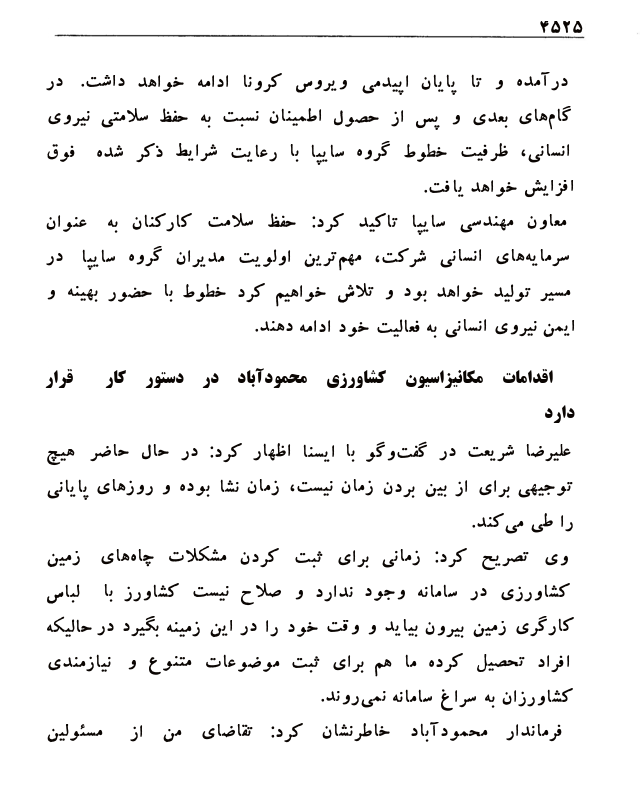 ۴۵۲۵
درآمده و تا پایان اپیدمی ویروس کرونا ادامه خواهد داشت. در
گام‌های بعدی و پس از حصول اطمینان نسبت به حفظ سلامتی نیروی
انسانی، ظرفیت خطوط گروه سایپا با رعایت شرایط ذکر شده فوق
افزایش خواهد یافت.
معاون مهندسی سایپا تاکید کرد: حفظ سلامت کارکنان به عنوان
سرمایه‌های انسانی شرکت، مهم‌ترین اولویت مدیران گروه سایپا در
مسیر تولید خواهد بود و تلاش خواهیم کرد خطوط با حضور بهینه و
ایمن نیروی انسانی به فعالیت خود ادامه دهند.
اقدامات مکانیزاسیون کشاورزی محمودآباد در دستور کار قرار
دارد
علیرضا شریعت در گفت‌وگو با ایسنا اظهار کرد: در حال حاضر هیچ
توجیهی برای از بین بردن زمان نیست، زمان نشا بوده و روزهای پایانی
را طی می‌کند.
وی تصریح کرد: زمانی برای ثبت کردن مشکلات چاه‌های زمین
کشاورزی در سامانه وجود ندارد و صلاح نیست کشاورز با لباس
کارگری زمین بیرون بیاید و وقت خود را در این زمینه بگیرد در حالیکه
افراد تحصیل کرده ما هم برای ثبت موضوعات متنوع و نیازمندی
کشاورزان به سراغ سامانه نمی‌روند.
فرماندار محمودآباد خاطرنشان کرد: تقاضای من از مسئولین